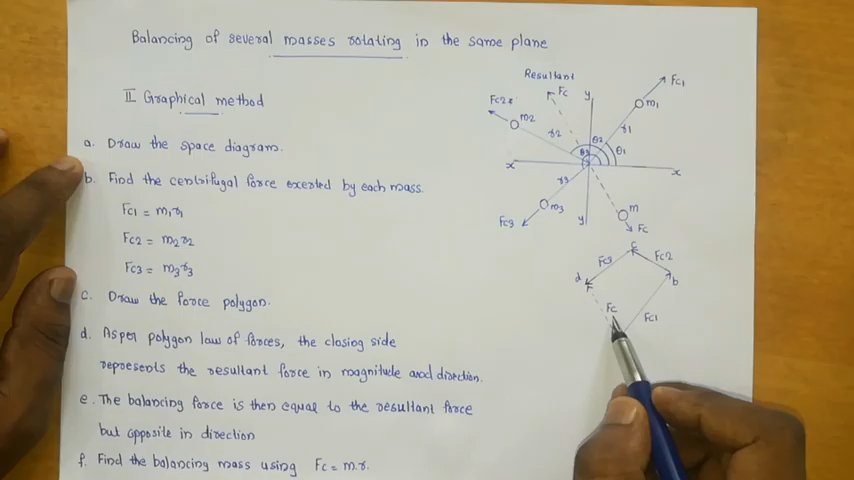 Balancing of several masses rotating in the same plane
II Graphical method
a. Draw the space diagram.
b. Find the centrifugal force exerted by each mass.
Fc1 = m1r1
Fc2 = m2r2
Fc3 = m3r3
c. Draw the force polygon.
d. As per polygon law of forces, the closing side
represents the resultant force in magnitude and direction.
e. The balancing force is then equal to the resultant force
but opposite in direction
f. Find the balancing mass using Fc = m.r.
Resultant
Fc
y
Fc1
m1
Fc2
m2
r2
r1
θ2
θ1
θ3
x
x
r3
m3
Fc3
y
m
Fc
c
Fc2
Fc3
d
b
Fc
Fc1